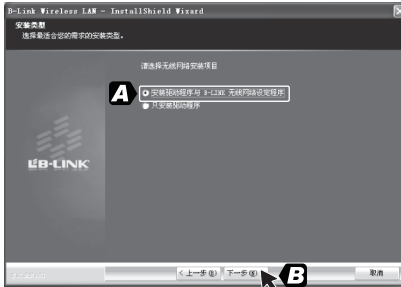 B-Link Wireless LAN - InstallShield Wizard
安装类型
选择最适合您的需求的安装类型。
请选择无线网络安装项目
A
安装驱动程序与 B-LINK 无线网络设定程序
只安装驱动程序
LB-LINK
< 上一步(B)
下一步(N) >
B
取消